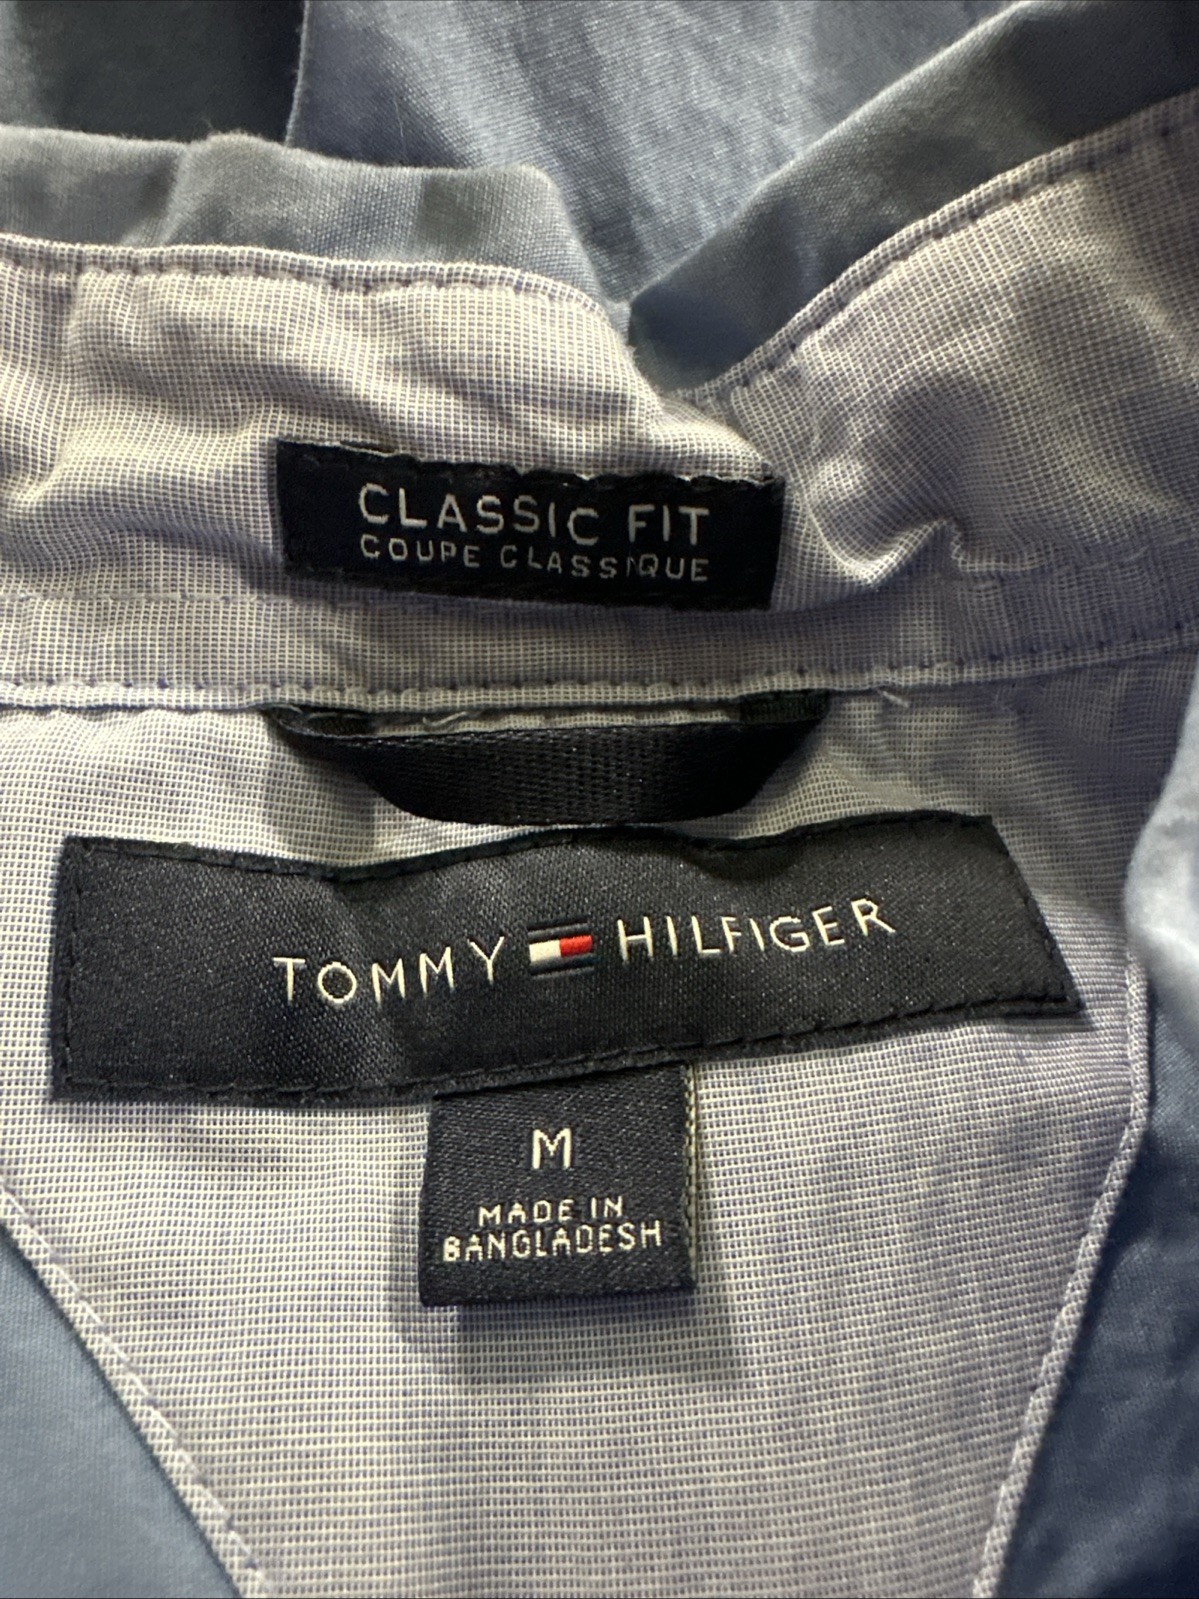 CLASSIC FIT
COUPE CLASSIQUE
TOMMY HILFIGER
M
MADE IN
BANGLADESH